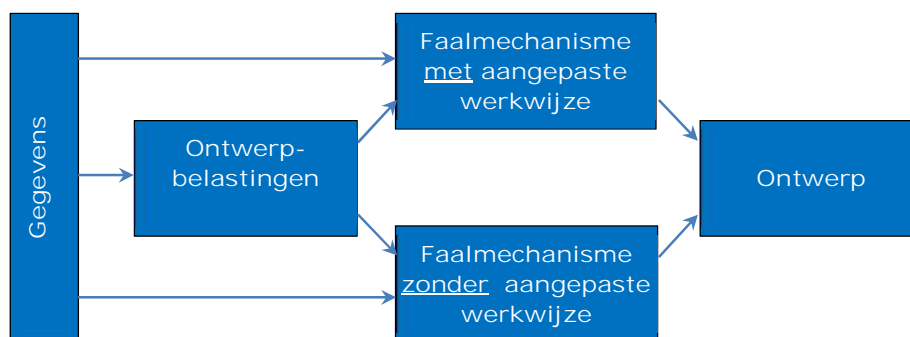 Gegevens
Ontwerp-
belastingen
Faalmechanisme
met aangepaste
werkwijze
Faalmechanisme
zonder aangepaste
werkwijze
Ontwerp